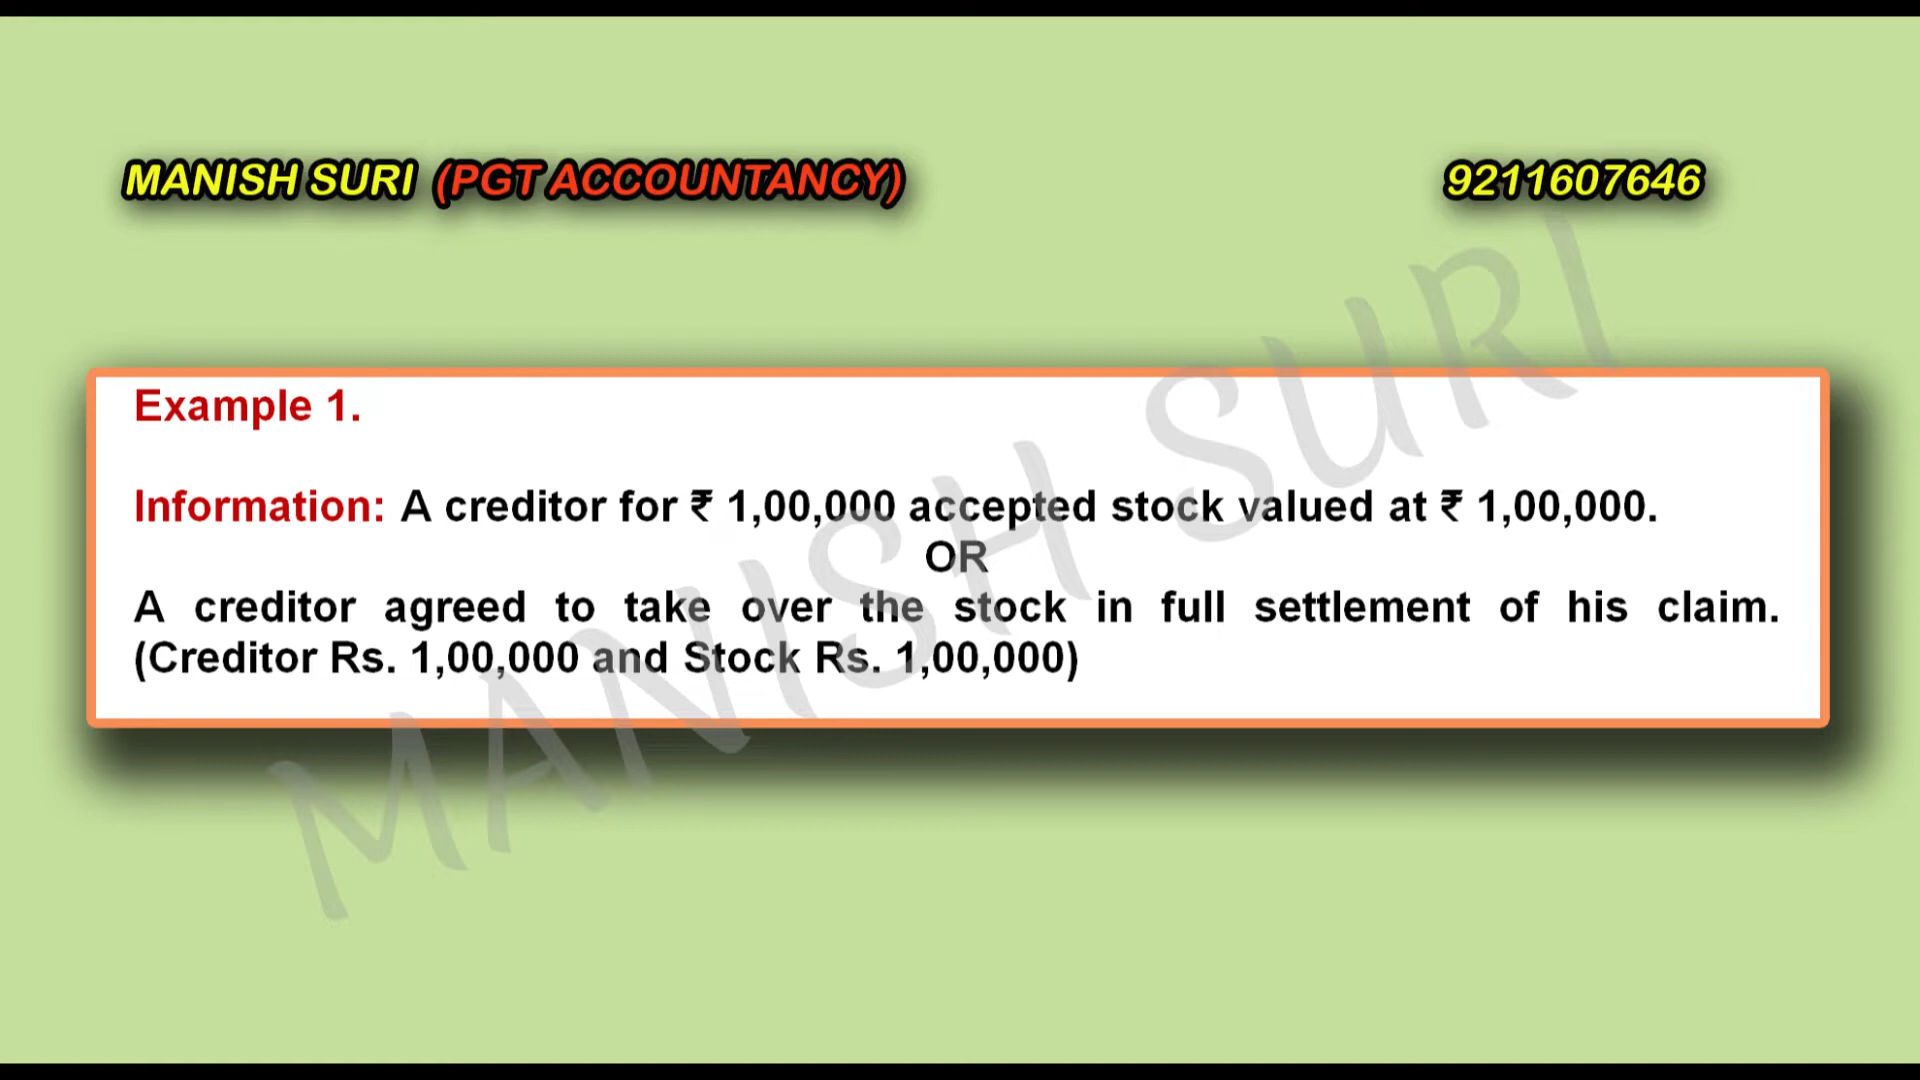 MANISH SURI (PGT ACCOUNTANCY) 9211607646
Example 1.
Information: A creditor for ₹ 1,00,000 accepted stock valued at ₹ 1,00,000.
OR
A creditor agreed to take over the stock in full settlement of his claim.
(Creditor Rs. 1,00,000 and Stock Rs. 1,00,000)
MANISH SURI